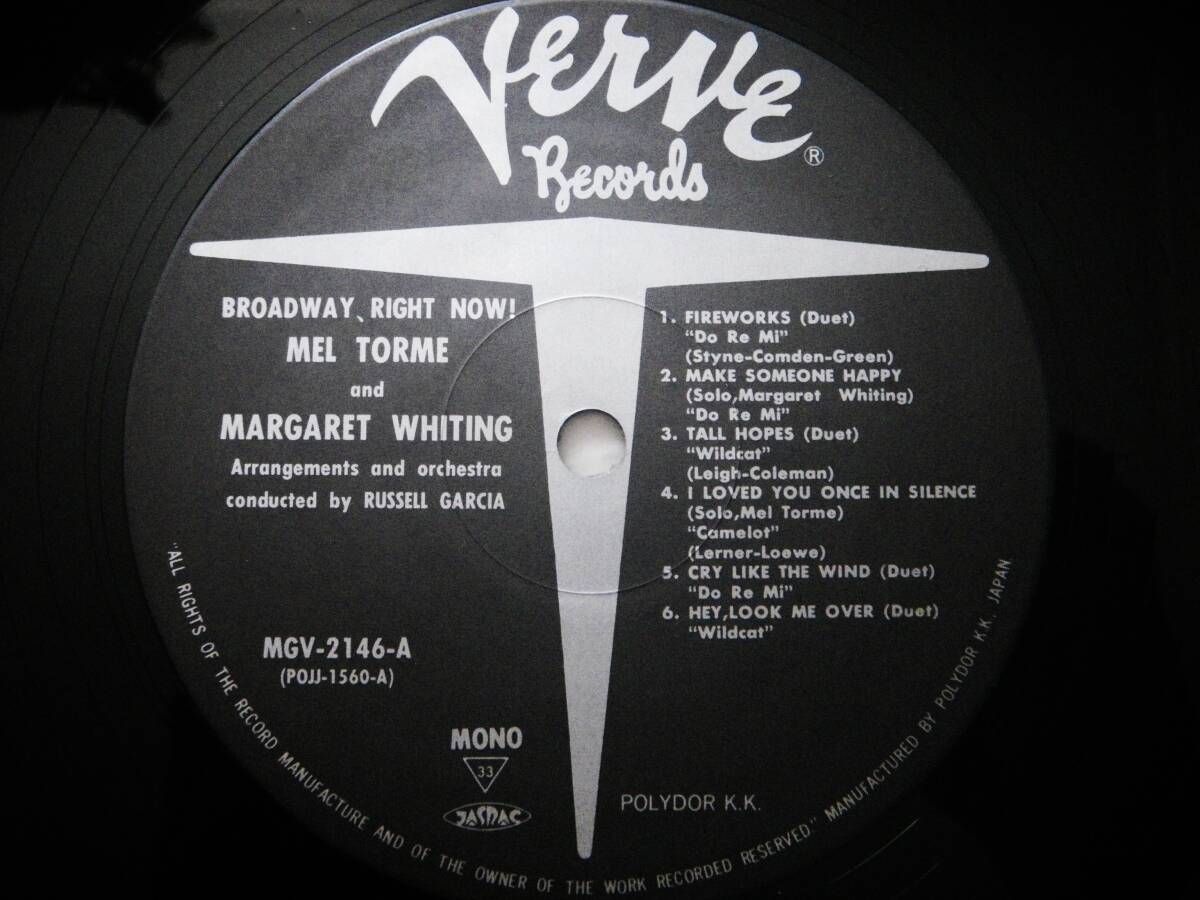 Verve ®
Records
BROADWAY, RIGHT NOW!
MEL TORME
and
MARGARET WHITING
Arrangements and orchestra
conducted by RUSSELL GARCIA
MGV-2146-A
(POJJ-1560-A)
MONO
33
JASRAC
1. FIREWORKS (Duet)
"Do Re Mi"
(Styne-Comden-Green)
2. MAKE SOMEONE HAPPY
(Solo,Margaret Whiting)
"Do Re Mi"
3. TALL HOPES (Duet)
"Wildcat"
(Leigh-Coleman)
4. I LOVED YOU ONCE IN SILENCE
(Solo,Mel Torme)
"Camelot"
(Lerner-Loewe)
5. CRY LIKE THE WIND (Duet)
"Do Re Mi"
6. HEY,LOOK ME OVER (Duet)
"Wildcat"
POLYDOR K.K.
"ALL RIGHTS OF THE RECORD MANUFACTURE AND OF THE OWNER OF THE WORK RECORDED RESERVED." MANUFACTURED BY POLYDOR K.K. JAPAN